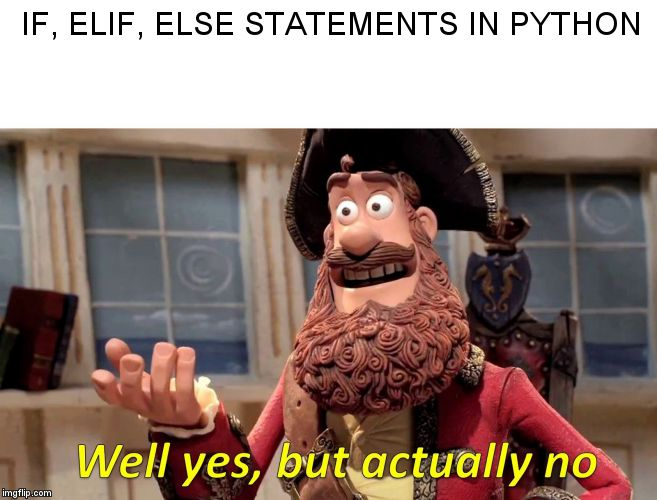 IF, ELIF, ELSE STATEMENTS IN PYTHON
Well yes, but actually no
imgflip.com